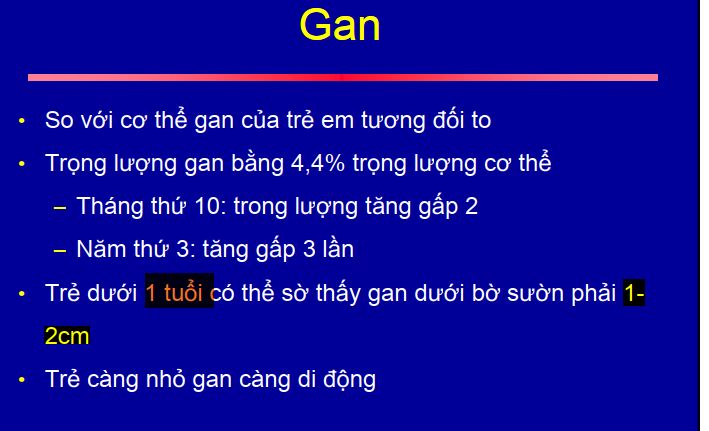 Gan
• So với cơ thể gan của trẻ em tương đối to
• Trọng lượng gan bằng 4,4% trọng lượng cơ thể
– Tháng thứ 10: trong lượng tăng gấp 2
– Năm thứ 3: tăng gấp 3 lần
• Trẻ dưới 1 tuổi có thể sờ thấy gan dưới bờ sườn phải 1-
2cm
• Trẻ càng nhỏ gan càng di động